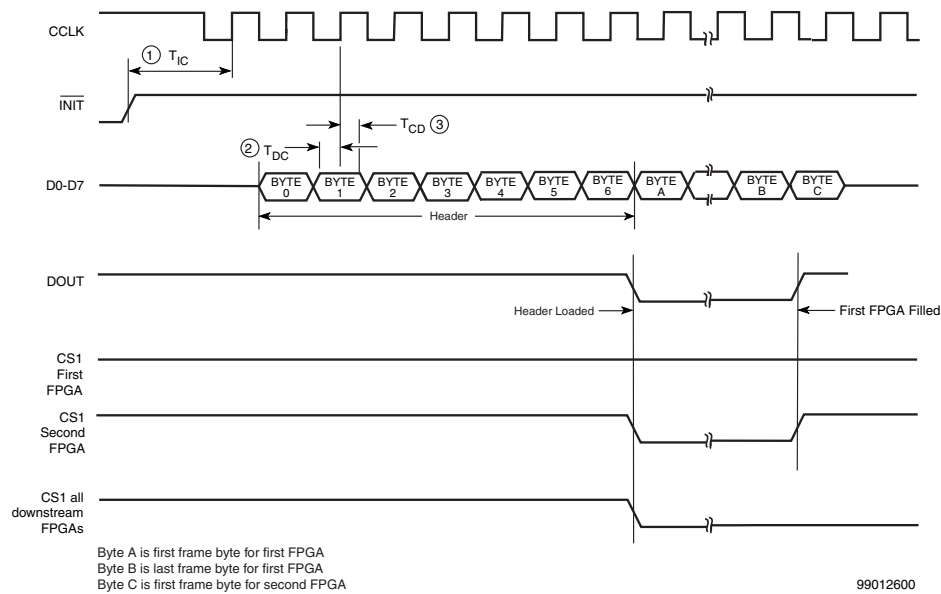 CCLK
1 T_IC
INIT
T_CD 3
2 T_DC
D0-D7
BYTE 0
BYTE 1
BYTE 2
BYTE 3
BYTE 4
BYTE 5
BYTE 6
BYTE A
BYTE B
BYTE C
Header
DOUT
Header Loaded
First FPGA Filled
CS1
First
FPGA
CS1
Second
FPGA
CS1 all
downstream
FPGAs
Byte A is first frame byte for first FPGA
Byte B is last frame byte for first FPGA
Byte C is first frame byte for second FPGA
99012600